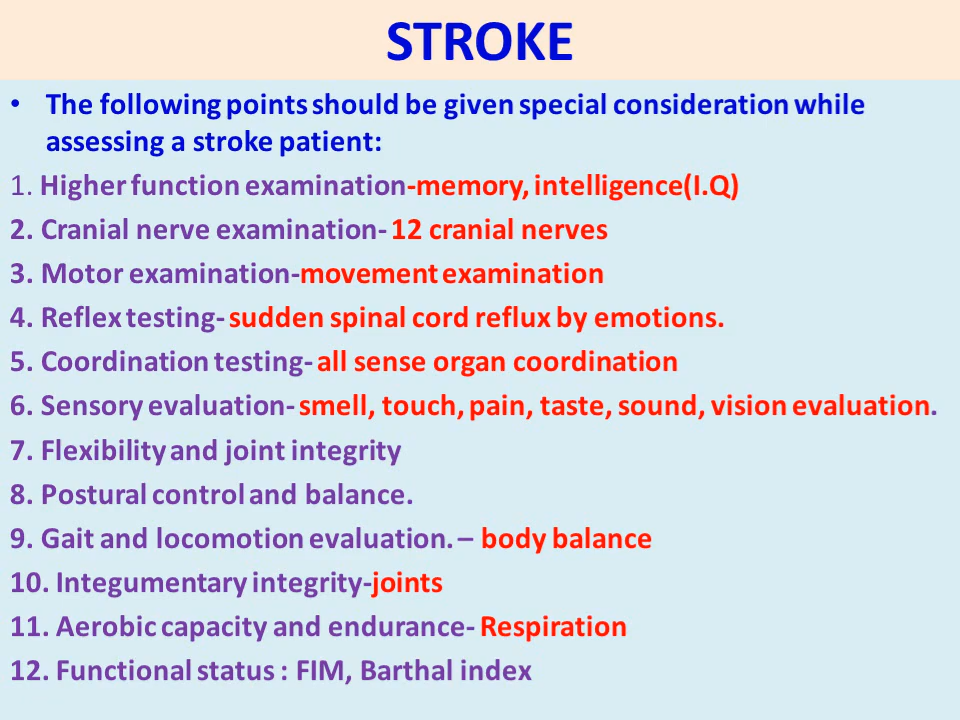 STROKE
• The following points should be given special consideration while
assessing a stroke patient:
1. Higher function examination-memory, intelligence(I.Q)
2. Cranial nerve examination- 12 cranial nerves
3. Motor examination-movement examination
4. Reflex testing- sudden spinal cord reflux by emotions.
5. Coordination testing- all sense organ coordination
6. Sensory evaluation- smell, touch, pain, taste, sound, vision evaluation.
7. Flexibility and joint integrity
8. Postural control and balance.
9. Gait and locomotion evaluation. – body balance
10. Integumentary integrity-joints
11. Aerobic capacity and endurance- Respiration
12. Functional status : FIM, Barthal index